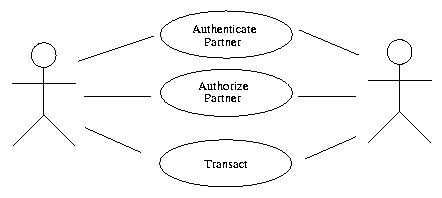 Authenticate
Partner
Authorize
Partner
Transact